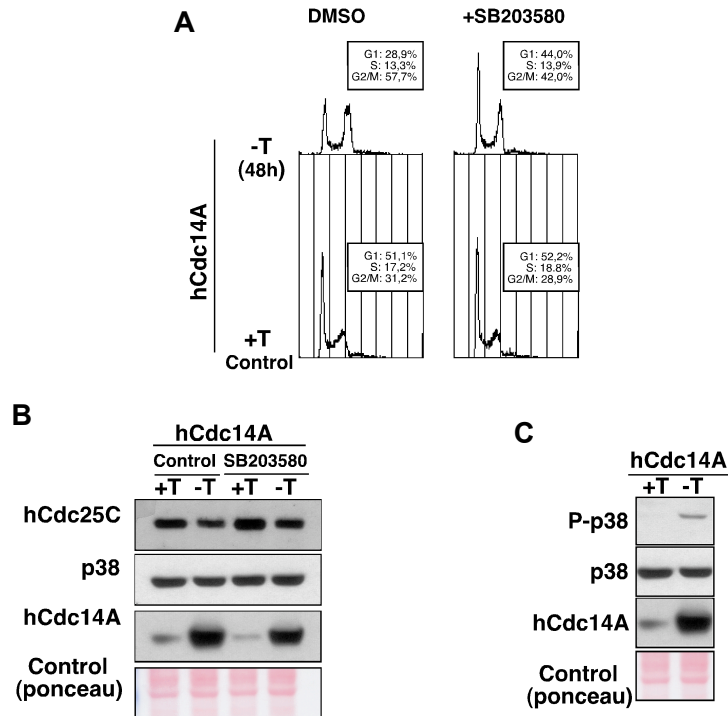 A
DMSO
+SB203580
G1: 28,9%
S: 13,3%
G2/M: 57,7%
G1: 44,0%
S: 13,9%
G2/M: 42,0%
-T
(48h)
hCdc14A
G1: 51,1%
S: 17,2%
G2/M: 31,2%
G1: 52,2%
S: 18.8%
G2/M: 28,9%
+T
Control
B
hCdc14A
Control SB203580
+T -T +T -T
hCdc25C
p38
hCdc14A
Control
(ponceau)
C
hCdc14A
+T -T
P-p38
p38
hCdc14A
Control
(ponceau)